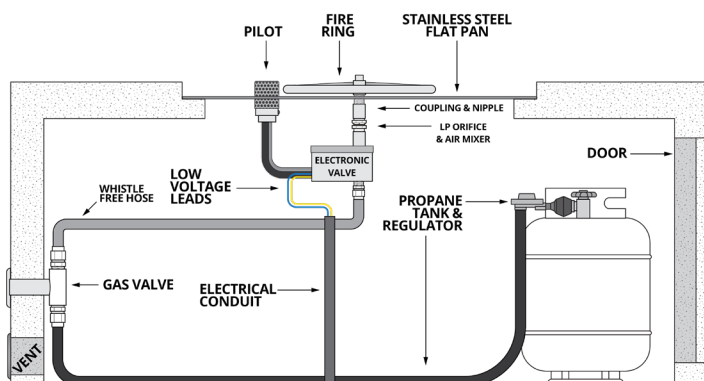 PILOT
FIRE
RING
STAINLESS STEEL
FLAT PAN
COUPLING & NIPPLE
LP ORIFICE
& AIR MIXER
ELECTRONIC
VALVE
DOOR
LOW
VOLTAGE
LEADS
WHISTLE
FREE HOSE
PROPANE
TANK &
REGULATOR
GAS VALVE
ELECTRICAL
CONDUIT
VENT